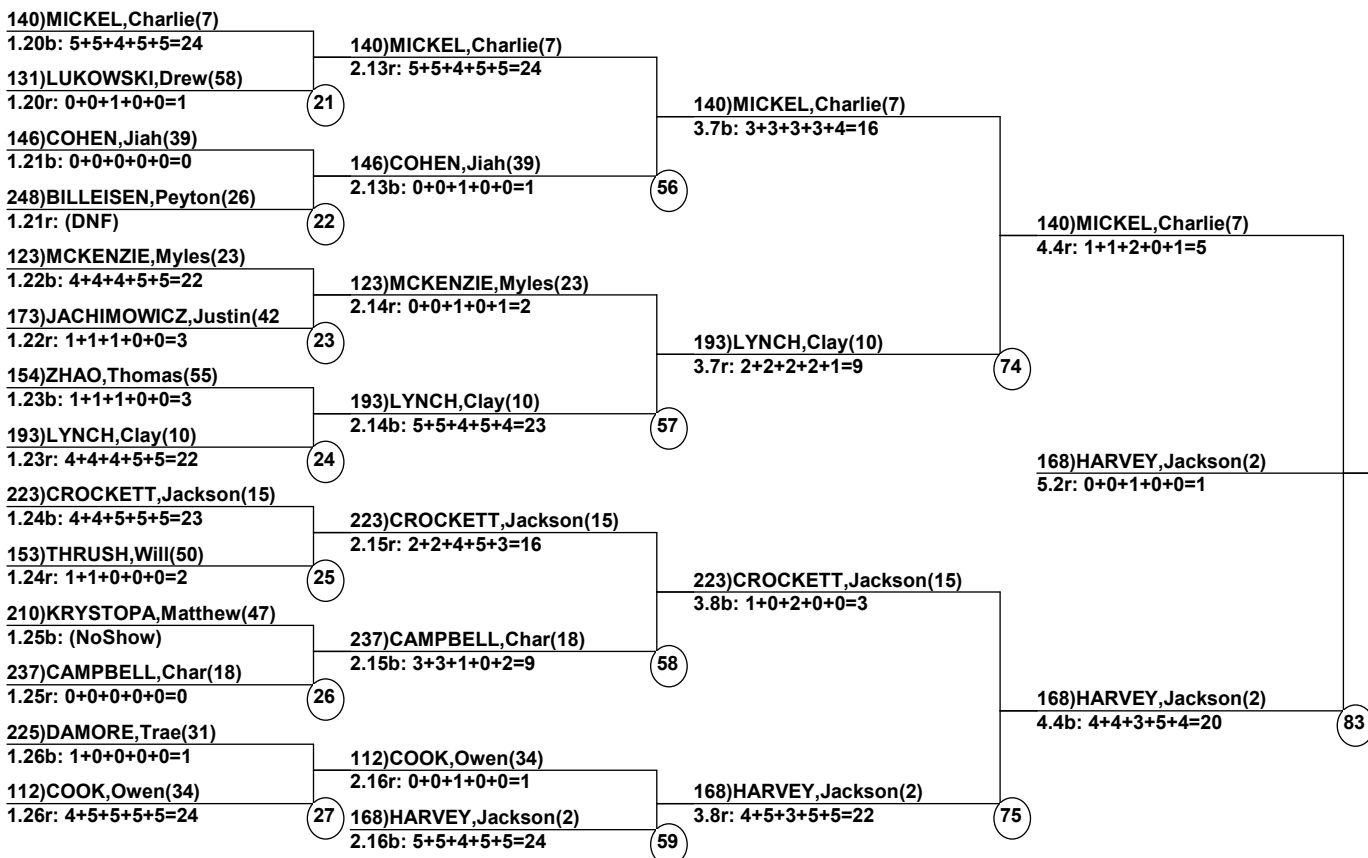 140)MICKEL,Charlie(7)
1.20b: 5+5+4+5+5=24
131)LUKOWSKI,Drew(58)
1.20r: 0+0+1+0+0=1
21
146)COHEN,Jiah(39)
1.21b: 0+0+0+0+0=0
248)BILLEISEN,Peyton(26)
1.21r: (DNF)
22
123)MCKENZIE,Myles(23)
1.22b: 4+4+4+5+5=22
173)JACHIMOWICZ,Justin(42
1.22r: 1+1+1+0+0=3
23
154)ZHAO,Thomas(55)
1.23b: 1+1+1+0+0=3
193)LYNCH,Clay(10)
1.23r: 4+4+4+5+5=22
24
223)CROCKETT,Jackson(15)
1.24b: 4+4+5+5+5=23
153)THRUSH,Will(50)
1.24r: 1+1+0+0+0=2
25
210)KRYSTOPA,Matthew(47)
1.25b: (NoShow)
237)CAMPBELL,Char(18)
1.25r: 0+0+0+0+0=0
26
225)DAMORE,Trae(31)
1.26b: 1+0+0+0+0=1
112)COOK,Owen(34)
1.26r: 4+5+5+5+5=24
27
140)MICKEL,Charlie(7)
2.13r: 5+5+4+5+5=24
146)COHEN,Jiah(39)
2.13b: 0+0+1+0+0=1
56
123)MCKENZIE,Myles(23)
2.14r: 0+0+1+0+1=2
193)LYNCH,Clay(10)
2.14b: 5+5+4+5+4=23
57
223)CROCKETT,Jackson(15)
2.15r: 2+2+4+5+3=16
237)CAMPBELL,Char(18)
2.15b: 3+3+1+0+2=9
58
112)COOK,Owen(34)
2.16r: 0+0+1+0+0=1
168)HARVEY,Jackson(2)
2.16b: 5+5+4+5+5=24
59
140)MICKEL,Charlie(7)
3.7b: 3+3+3+3+4=16
193)LYNCH,Clay(10)
3.7r: 2+2+2+2+1=9
74
223)CROCKETT,Jackson(15)
3.8b: 1+0+2+0+0=3
168)HARVEY,Jackson(2)
3.8r: 4+5+3+5+5=22
75
140)MICKEL,Charlie(7)
4.4r: 1+1+2+0+1=5
168)HARVEY,Jackson(2)
4.4b: 4+4+3+5+4=20
83
168)HARVEY,Jackson(2)
5.2r: 0+0+1+0+0=1